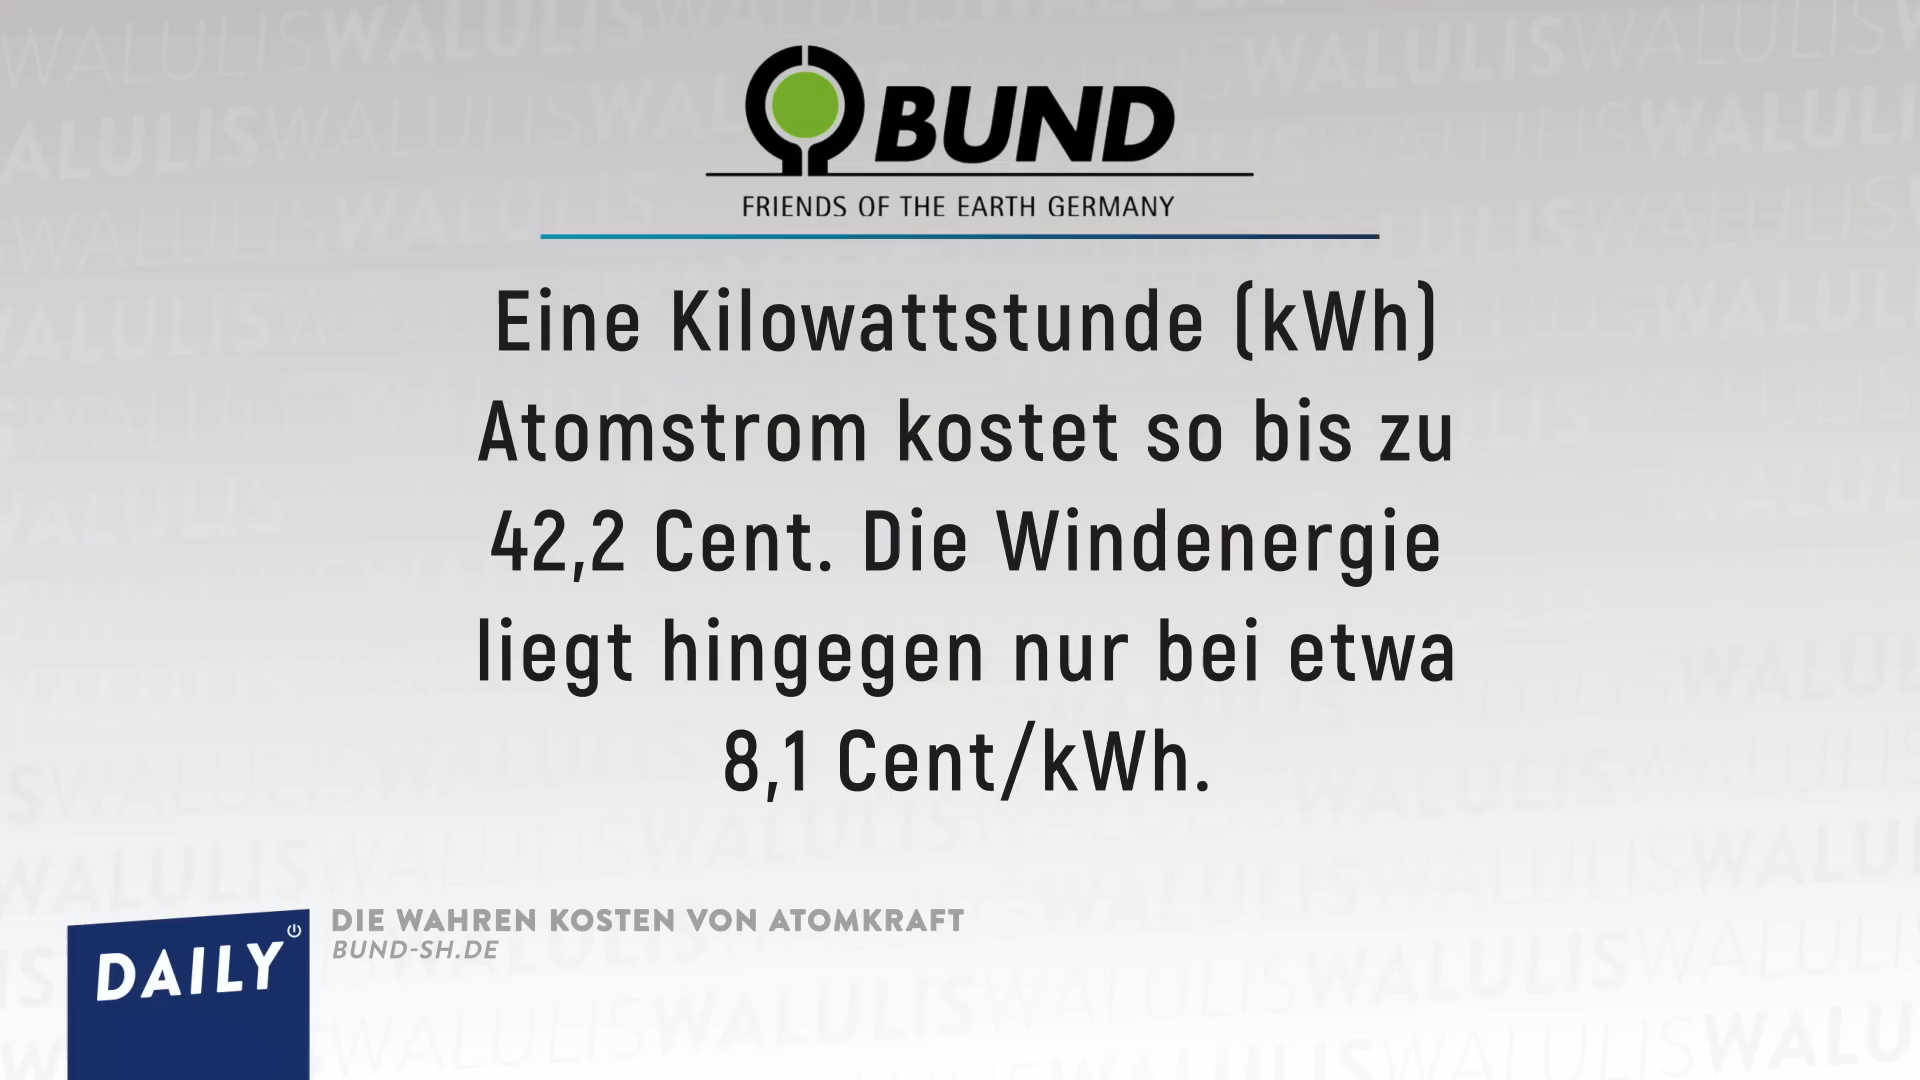 BUND
FRIENDS OF THE EARTH GERMANY
Eine Kilowattstunde (kWh)
Atomstrom kostet so bis zu
42,2 Cent. Die Windenergie
liegt hingegen nur bei etwa
8,1 Cent/kWh.
DIE WAHREN KOSTEN VON ATOMKRAFT
BUND-SH.DE
DAILY